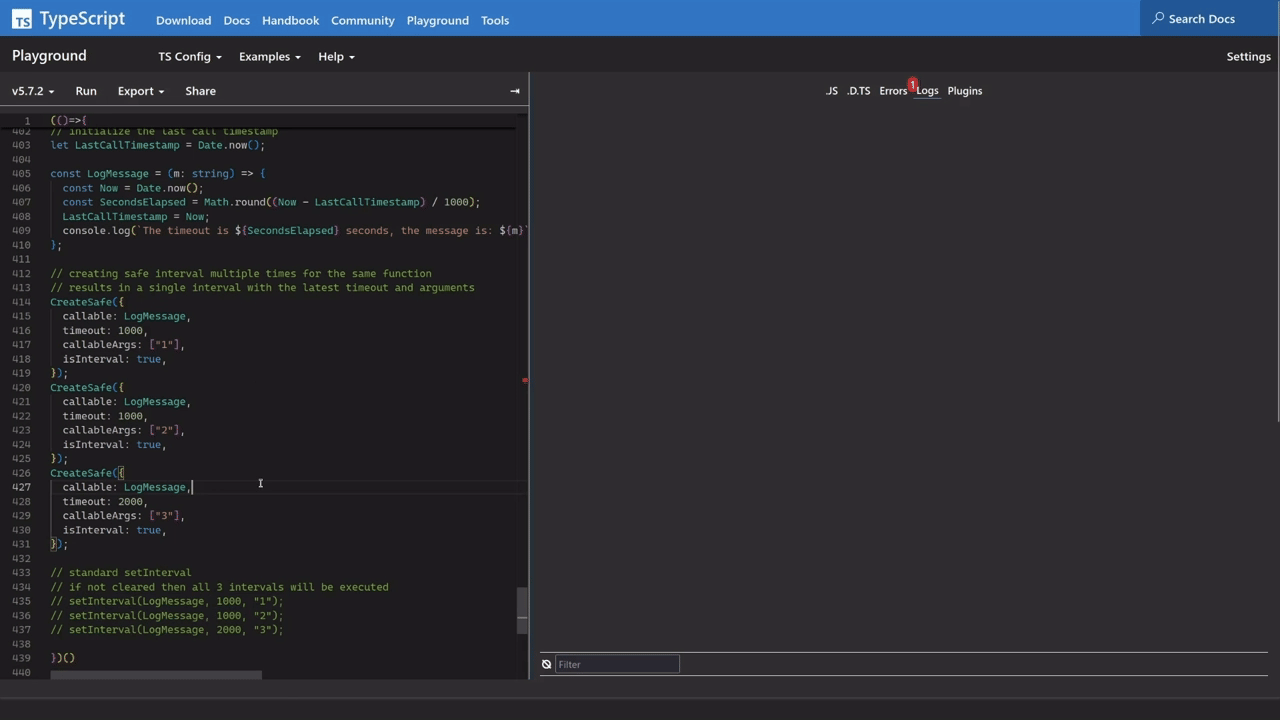 TS TypeScript Download Docs Handbook Community Playground Tools Search Docs
Playground TS Config Examples Help Settings
v5.7.2 Run Export Share .JS .D.TS Errors 1 Logs Plugins
1 (()=>{
402 // initialize the last call timestamp
403 let LastCallTimestamp = Date.now();
404
405 const LogMessage = (m: string) => {
406 const Now = Date.now();
407 const SecondsElapsed = Math.round((Now - LastCallTimestamp) / 1000);
408 LastCallTimestamp = Now;
409 console.log(`The timeout is ${SecondsElapsed} seconds, the message is: ${m}`
410 };
411
412 // creating safe interval multiple times for the same function
413 // results in a single interval with the latest timeout and arguments
414 CreateSafe({
415 callable: LogMessage,
416 timeout: 1000,
417 callableArgs: ["1"],
418 isInterval: true,
419 });
420 CreateSafe({
421 callable: LogMessage,
422 timeout: 1000,
423 callableArgs: ["2"],
424 isInterval: true,
425 });
426 CreateSafe({
427 callable: LogMessage,
428 timeout: 2000,
429 callableArgs: ["3"],
430 isInterval: true,
431 });
432
433 // standard setInterval
434 // if not cleared then all 3 intervals will be executed
435 // setInterval(LogMessage, 1000, "1");
436 // setInterval(LogMessage, 1000, "2");
437 // setInterval(LogMessage, 2000, "3");
438
439 })()
440
Filter